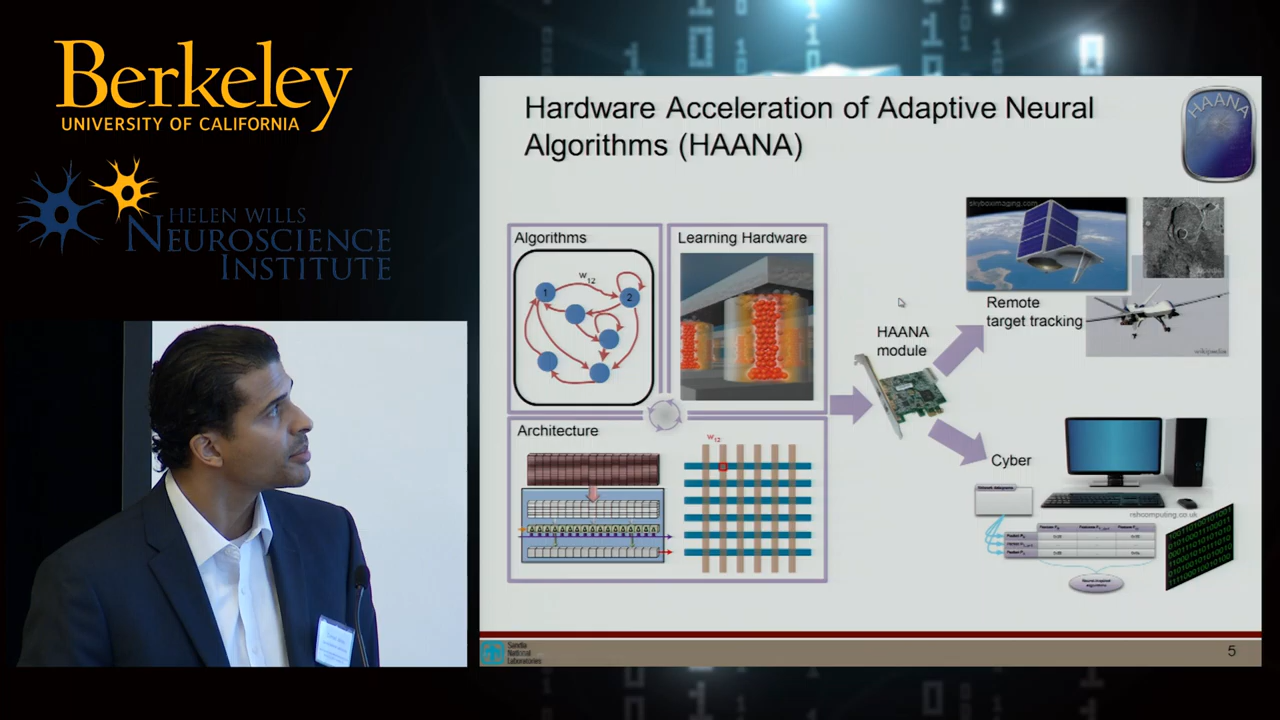 Berkeley
UNIVERSITY OF CALIFORNIA
HELEN WILLS
NEUROSCIENCE
INSTITUTE
Hardware Acceleration of Adaptive Neural
Algorithms (HAANA)
HAANA
Algorithms
W12
1
2
Learning Hardware
Architecture
W12
HAANA
module
skyboximaging.com
Remote
target tracking
wikipedia
Cyber
rshcomputing.co.uk
Sandia
National
Laboratories
5